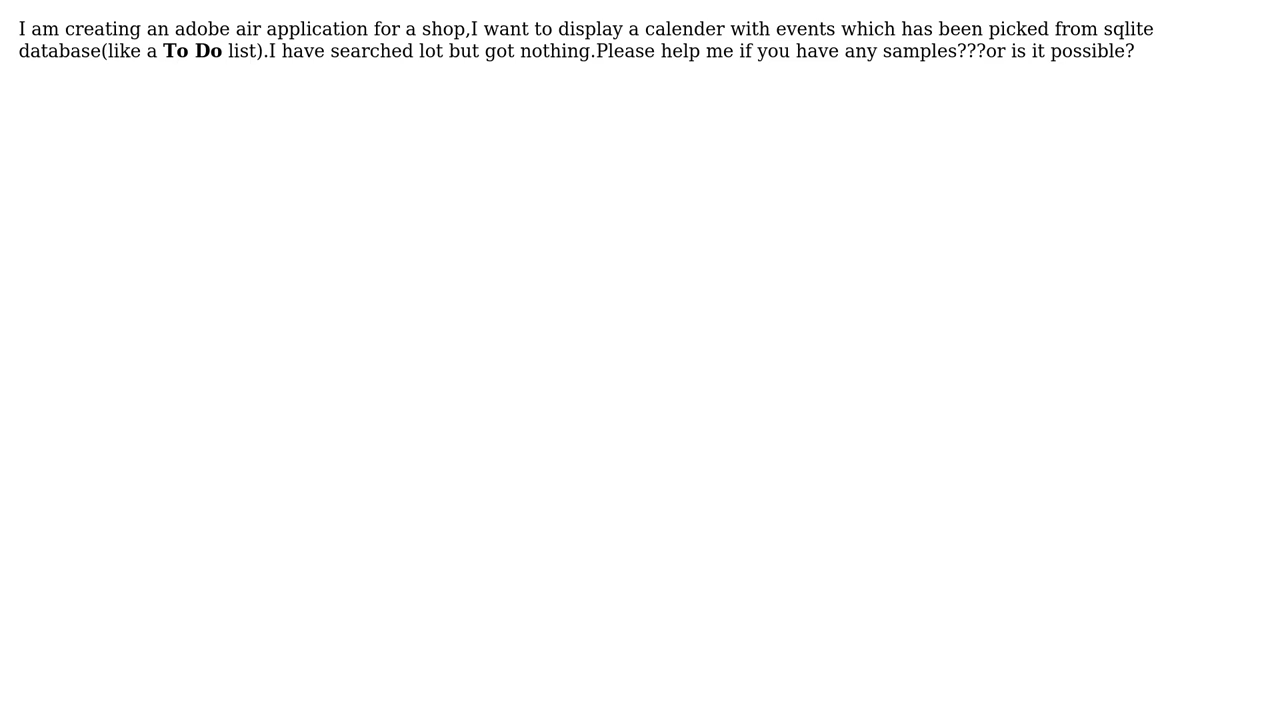 I am creating an adobe air application for a shop,I want to display a calender with events which has been picked from sqlite
database(like a To Do list).I have searched lot but got nothing.Please help me if you have any samples???or is it possible?